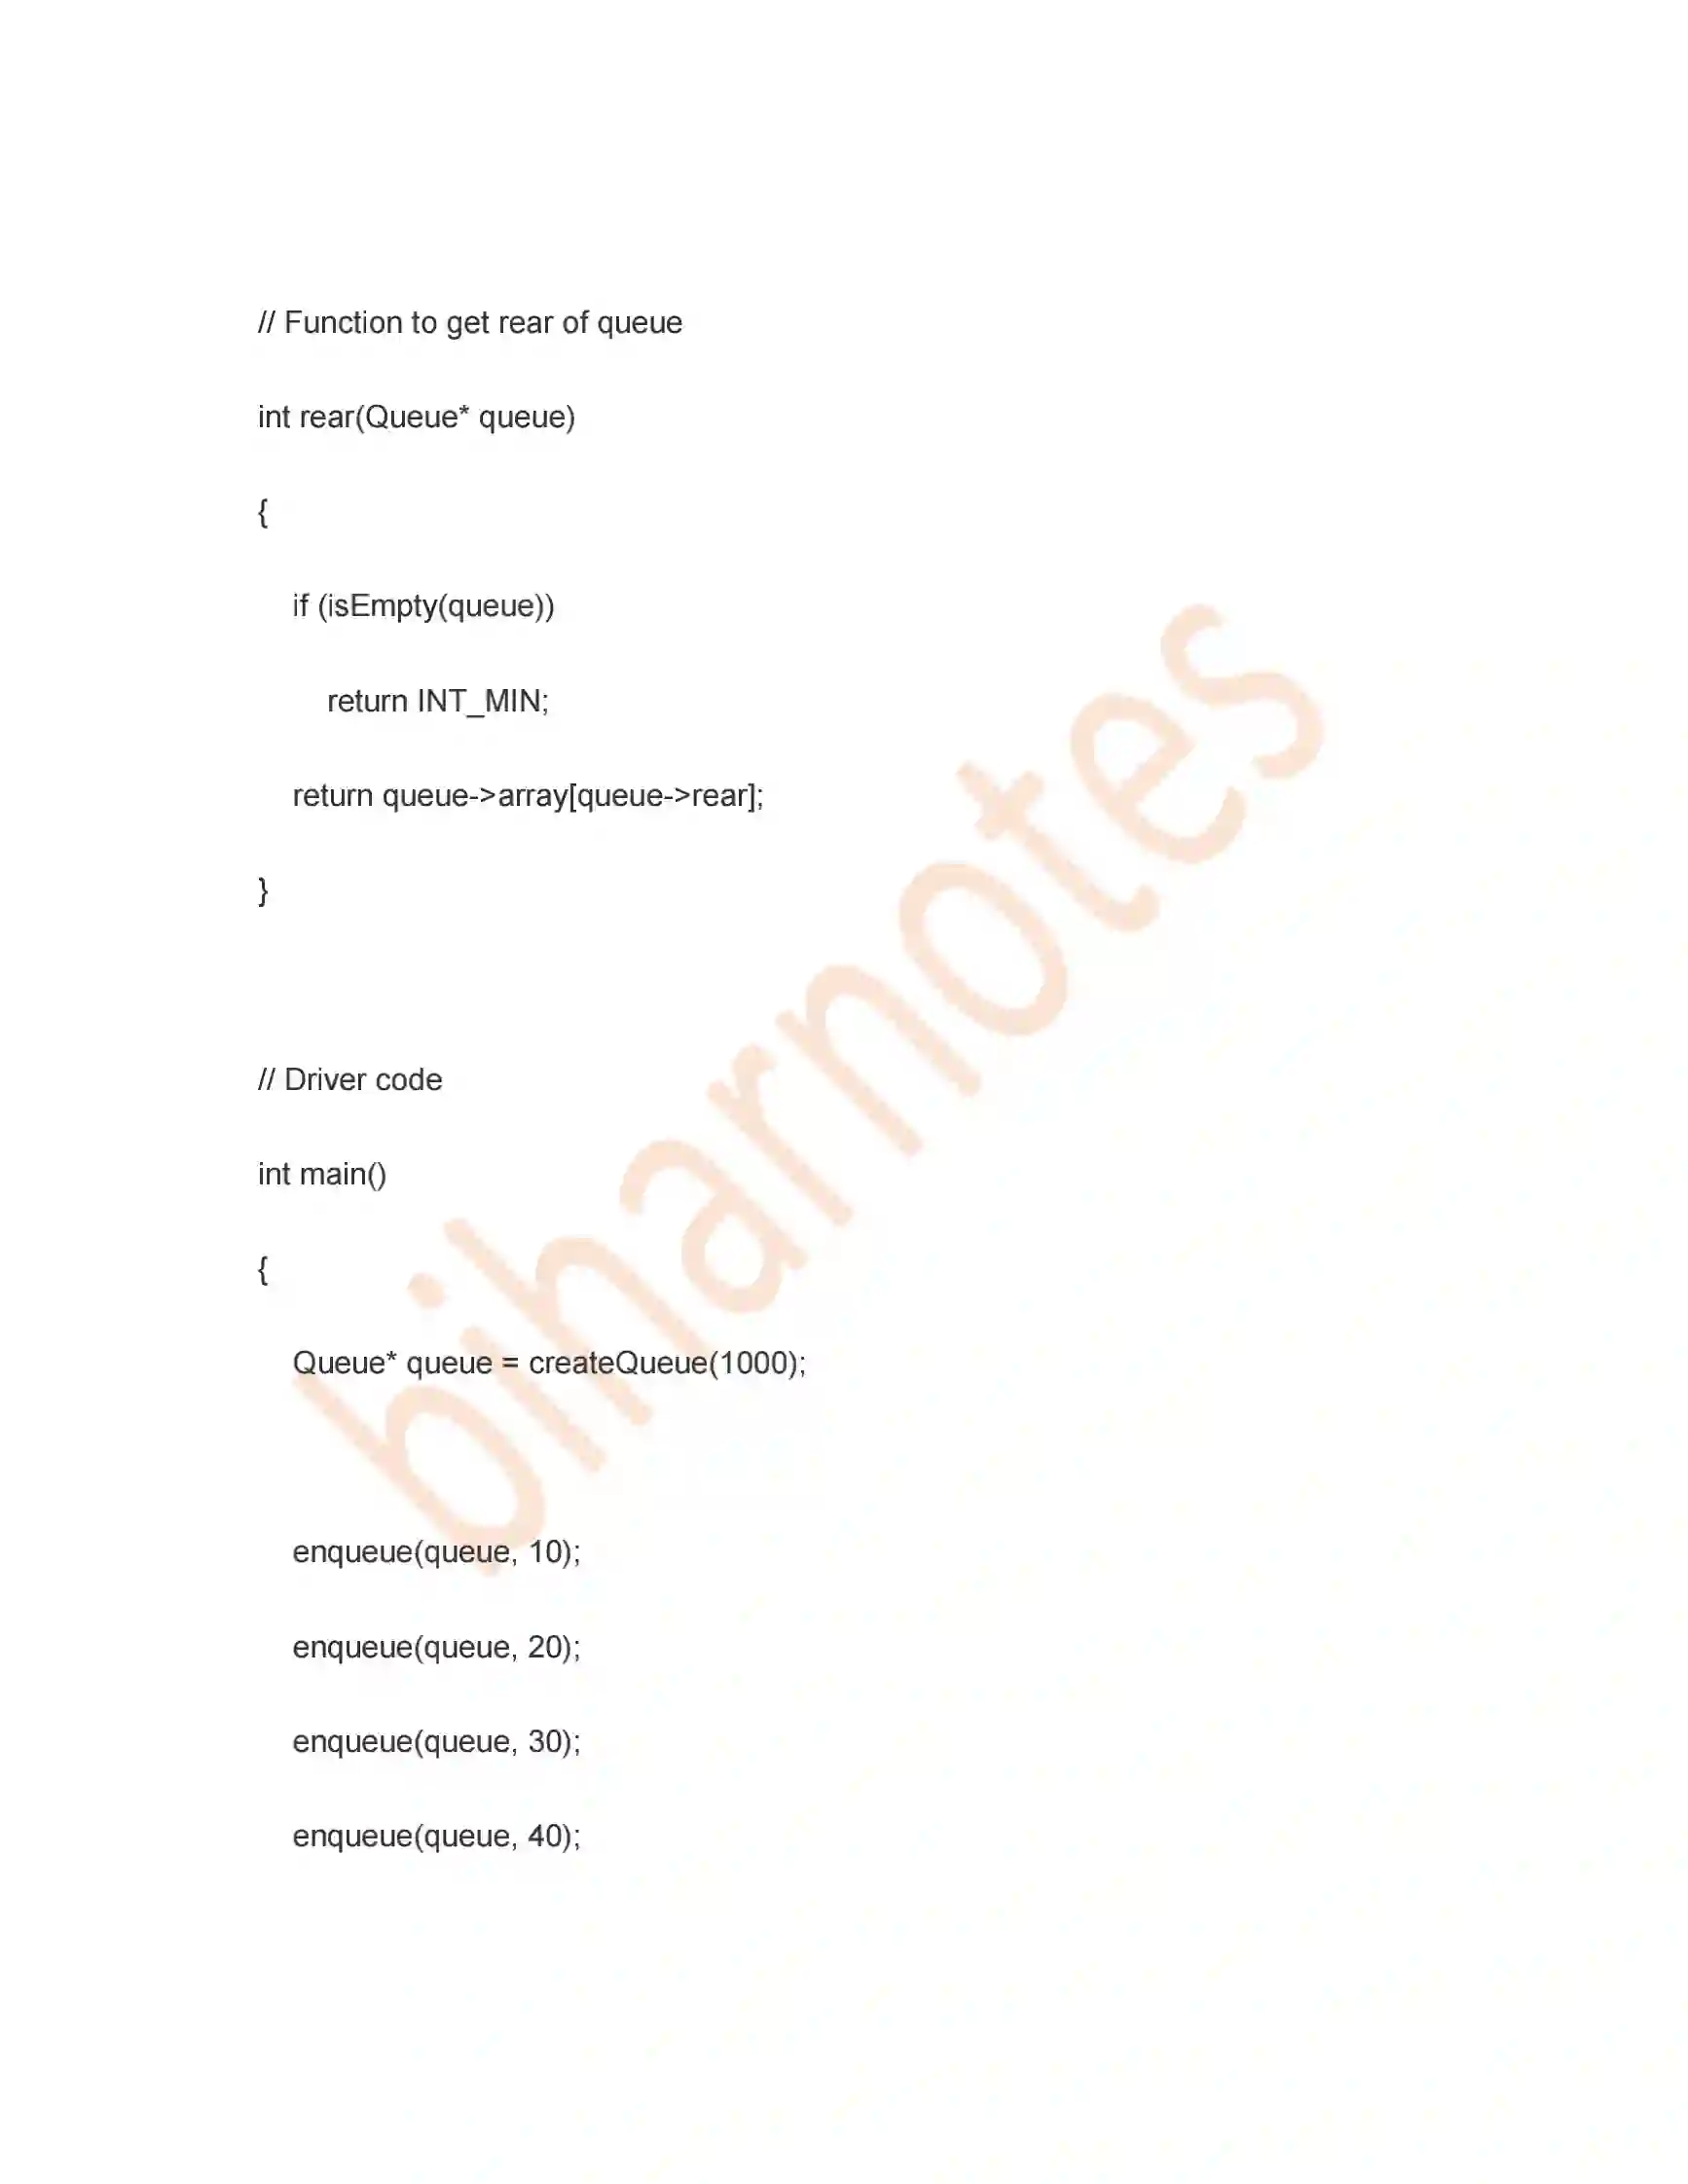 // Function to get rear of queue
int rear(Queue* queue)
{
if (isEmpty(queue))
return INT_MIN;
return queue->array[queue->rear];
}
// Driver code
int main()
{
Queue* queue = createQueue(1000);
enqueue(queue, 10);
enqueue(queue, 20);
enqueue(queue, 30);
enqueue(queue, 40);
biharnotes